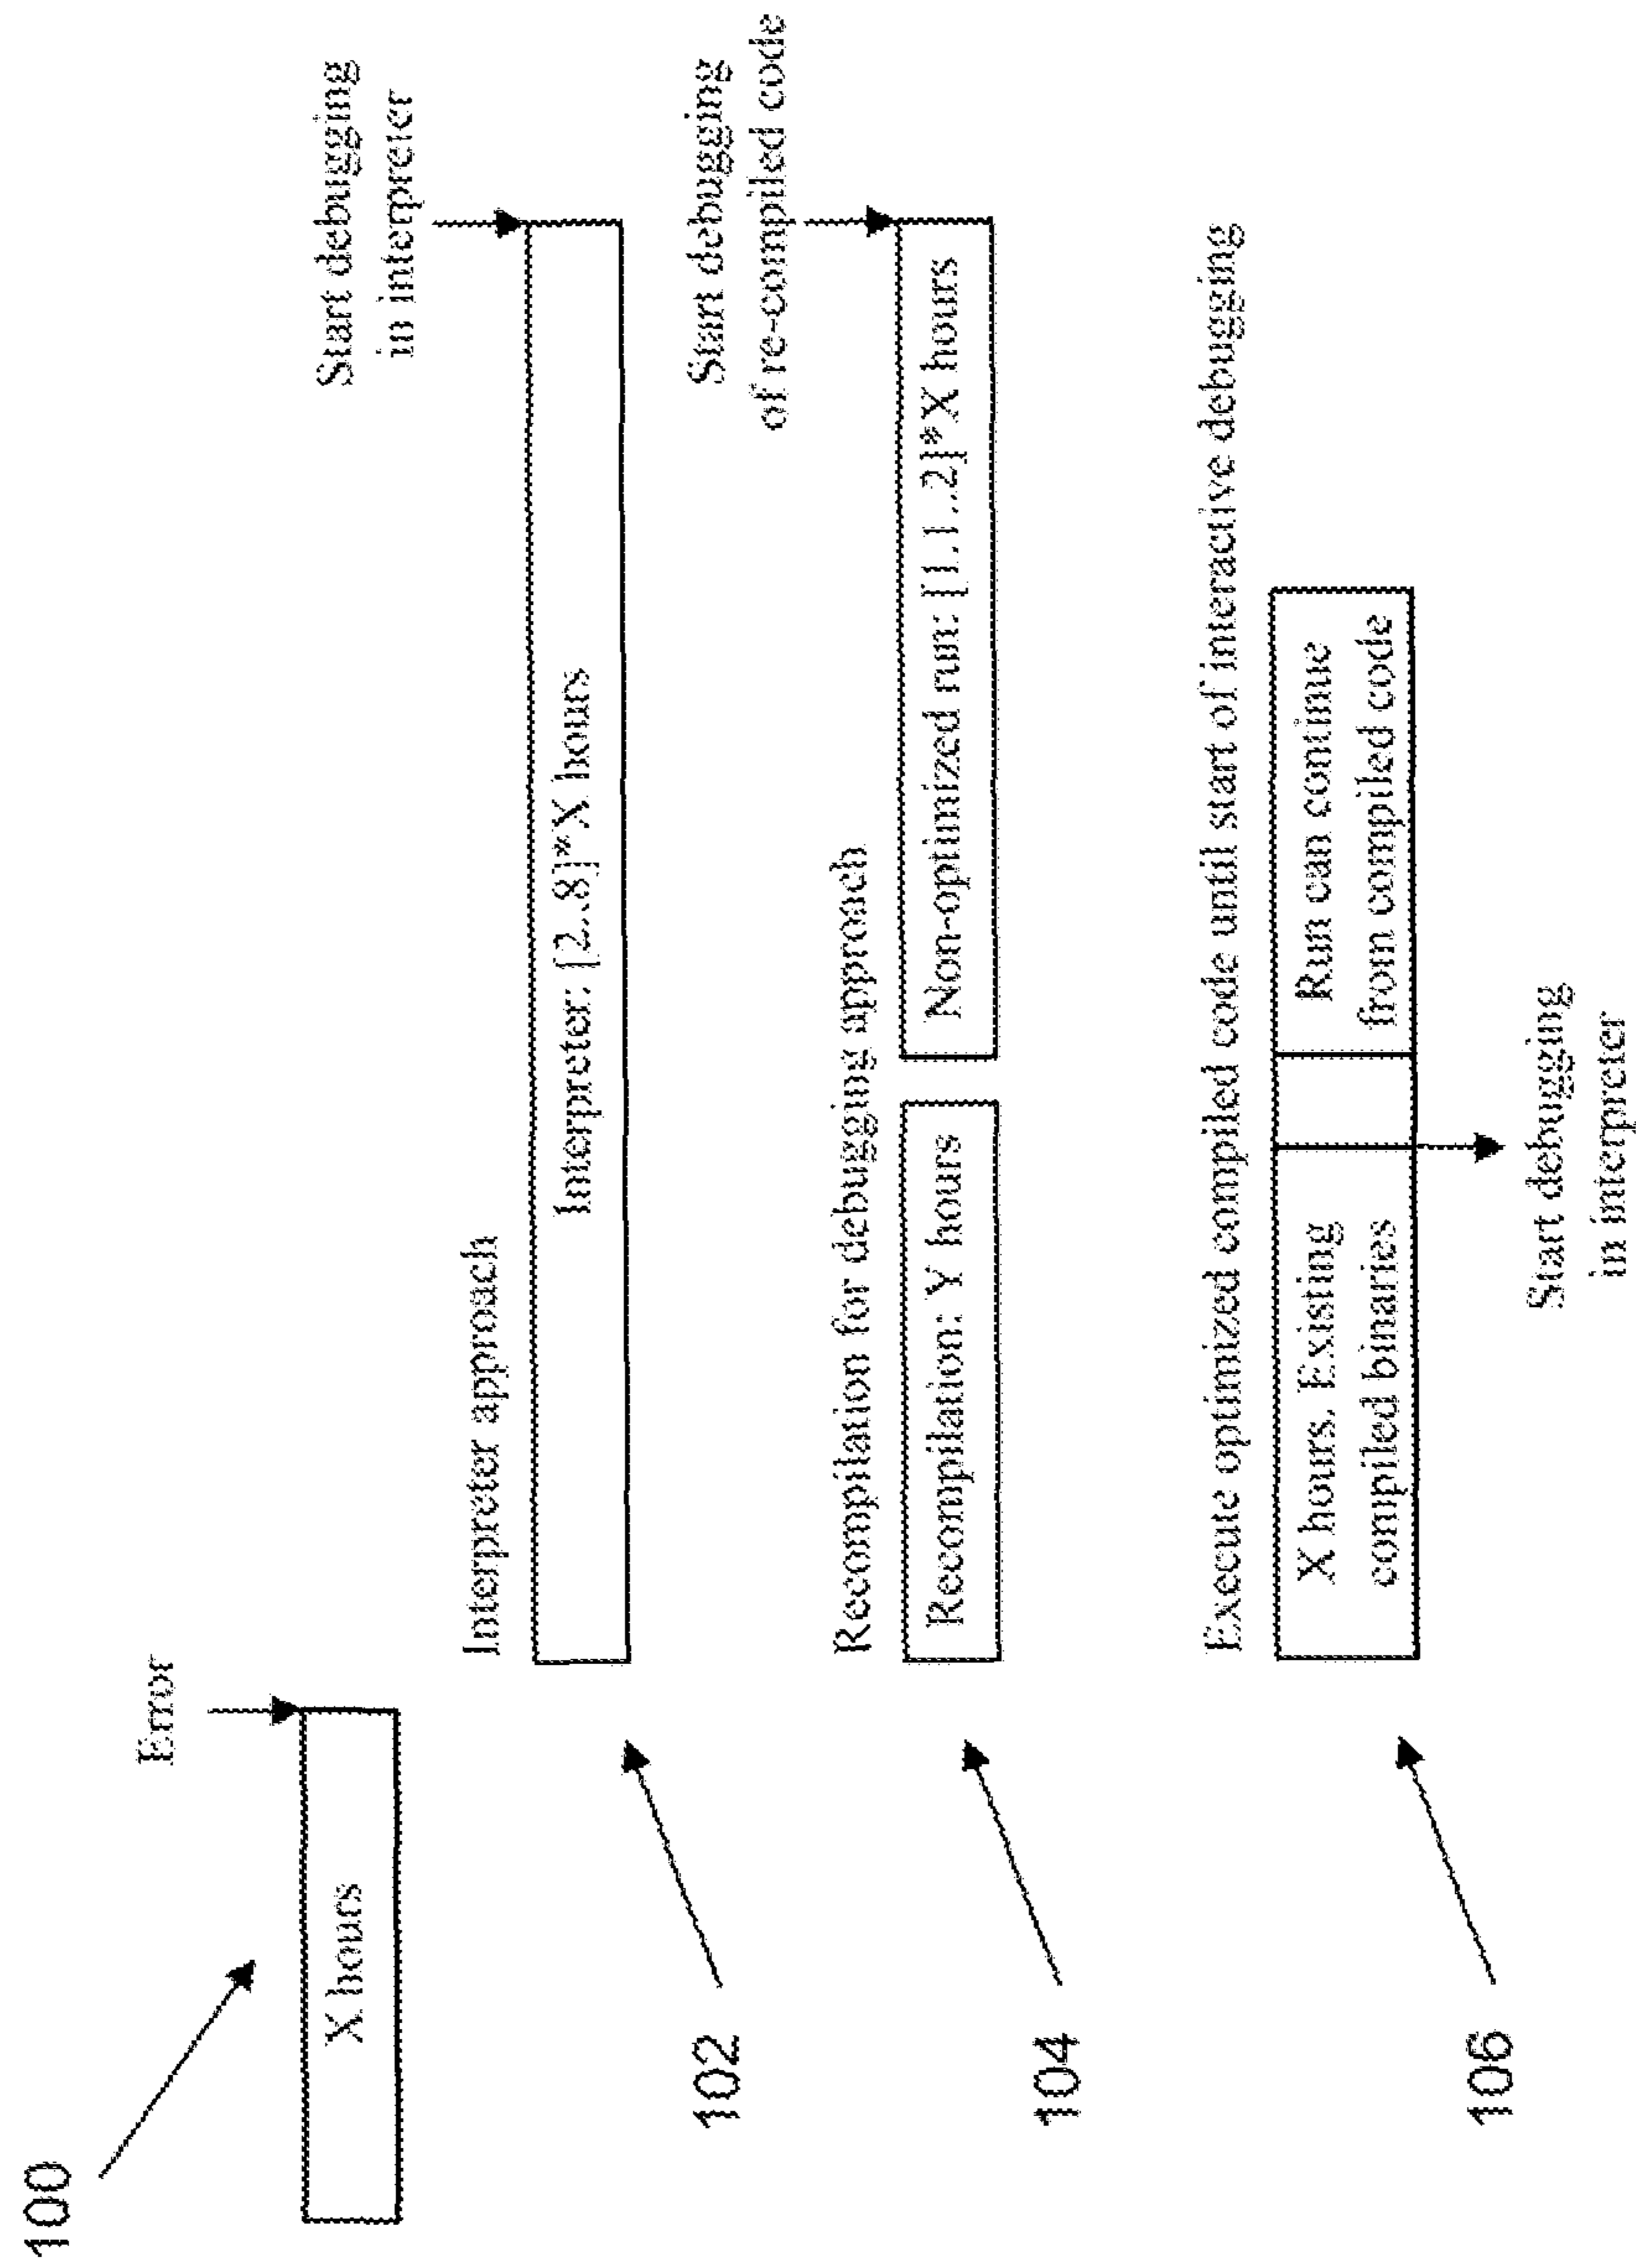 100
Error
X hours
Interpreter approach
Start debugging
in interpreter
Interpreter: [2..8]*X hours
102
Recompilation for debugging approach
Start debugging
of re-compiled code
Recompilation: Y hours
Non-optimized run: [1.1..2]*X hours
104
Execute optimized compiled code until start of interactive debugging
X hours. Existing
compiled binaries
Run can continue
from compiled code
106
Start debugging
in interpreter